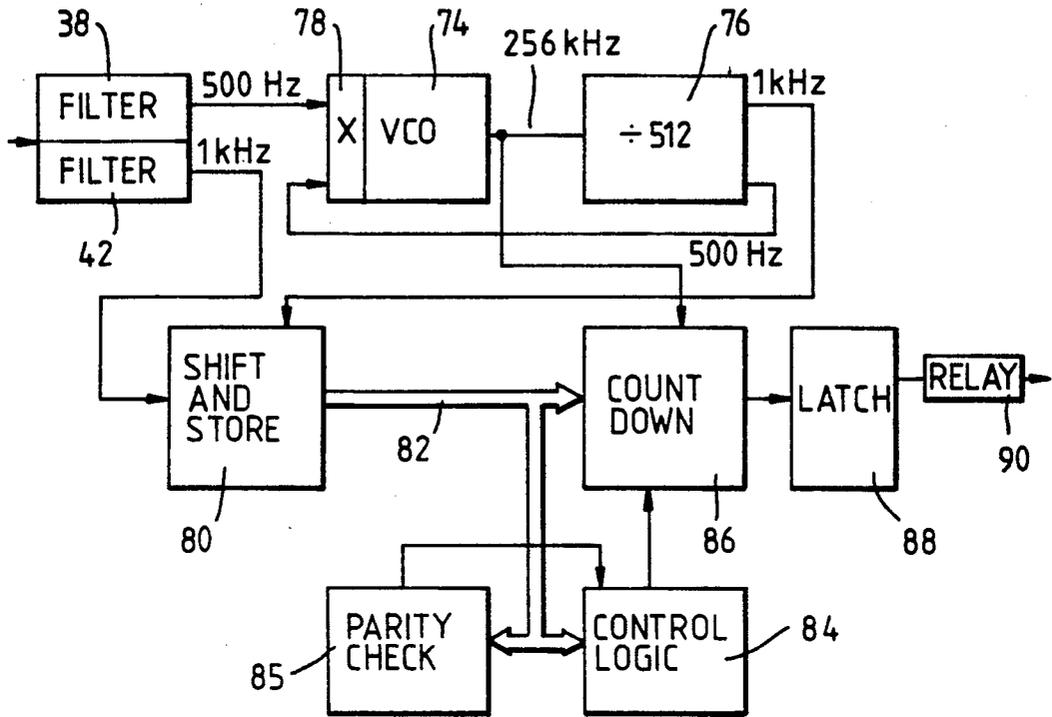 38
78
74
256 kHz
76
FILTER
500 Hz
X
VCO
÷512
1kHz
FILTER
1kHz
42
500 Hz
SHIFT
AND
STORE
82
COUNT
DOWN
LATCH
RELAY
90
80
86
88
PARITY
CHECK
CONTROL
LOGIC
84
85